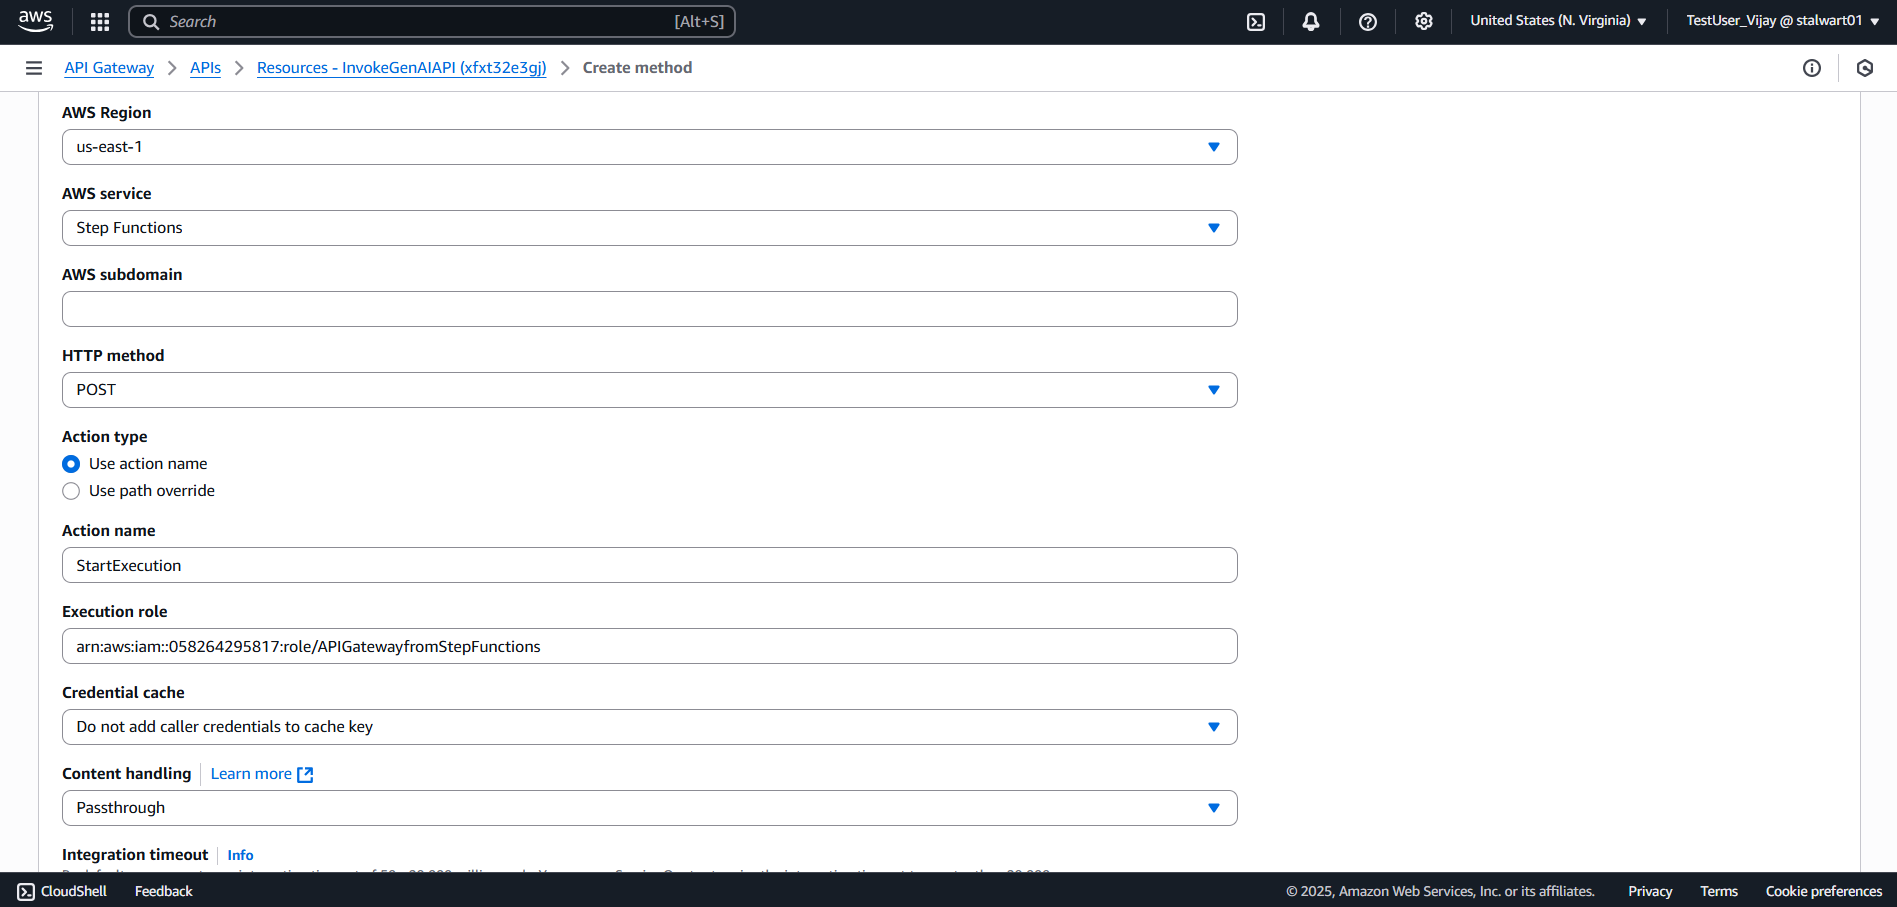 aws
Search [Alt+S]
United States (N. Virginia)
TestUser_Vijay @ stalwart01
API Gateway
APIs
Resources - InvokeGenAIAPI (xfxt32e3gj)
Create method
AWS Region
us-east-1
AWS service
Step Functions
AWS subdomain
HTTP method
POST
Action type
Use action name
Use path override
Action name
StartExecution
Execution role
arn:aws:iam::058264295817:role/APIGatewayfromStepFunctions
Credential cache
Do not add caller credentials to cache key
Content handling Learn more
Passthrough
Integration timeout Info
CloudShell Feedback © 2025, Amazon Web Services, Inc. or its affiliates. Privacy Terms Cookie preferences